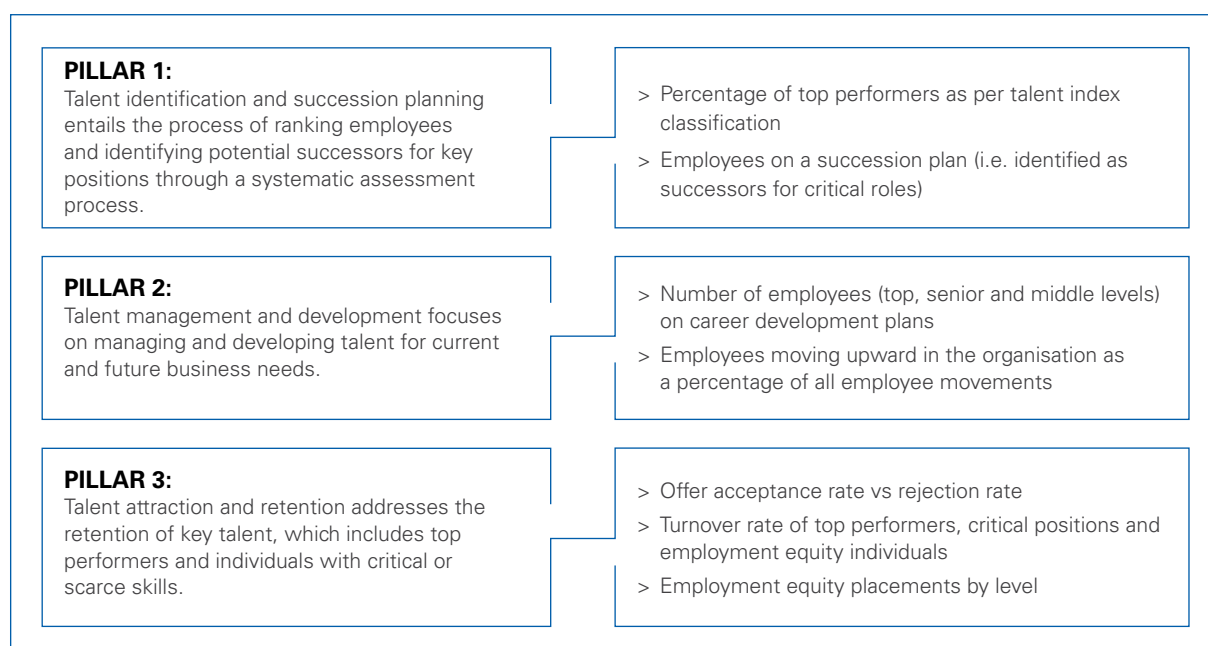 PILLAR 1:
Talent identification and succession planning
entails the process of ranking employees
and identifying potential successors for key
positions through a systematic assessment
process.
> Percentage of top performers as per talent index
classification
> Employees on a succession plan (i.e. identified as
successors for critical roles)
PILLAR 2:
Talent management and development focuses
on managing and developing talent for current
and future business needs.
> Number of employees (top, senior and middle levels)
on career development plans
> Employees moving upward in the organisation as
a percentage of all employee movements
PILLAR 3:
Talent attraction and retention addresses the
retention of key talent, which includes top
performers and individuals with critical or
scarce skills.
> Offer acceptance rate vs rejection rate
> Turnover rate of top performers, critical positions and
employment equity individuals
> Employment equity placements by level